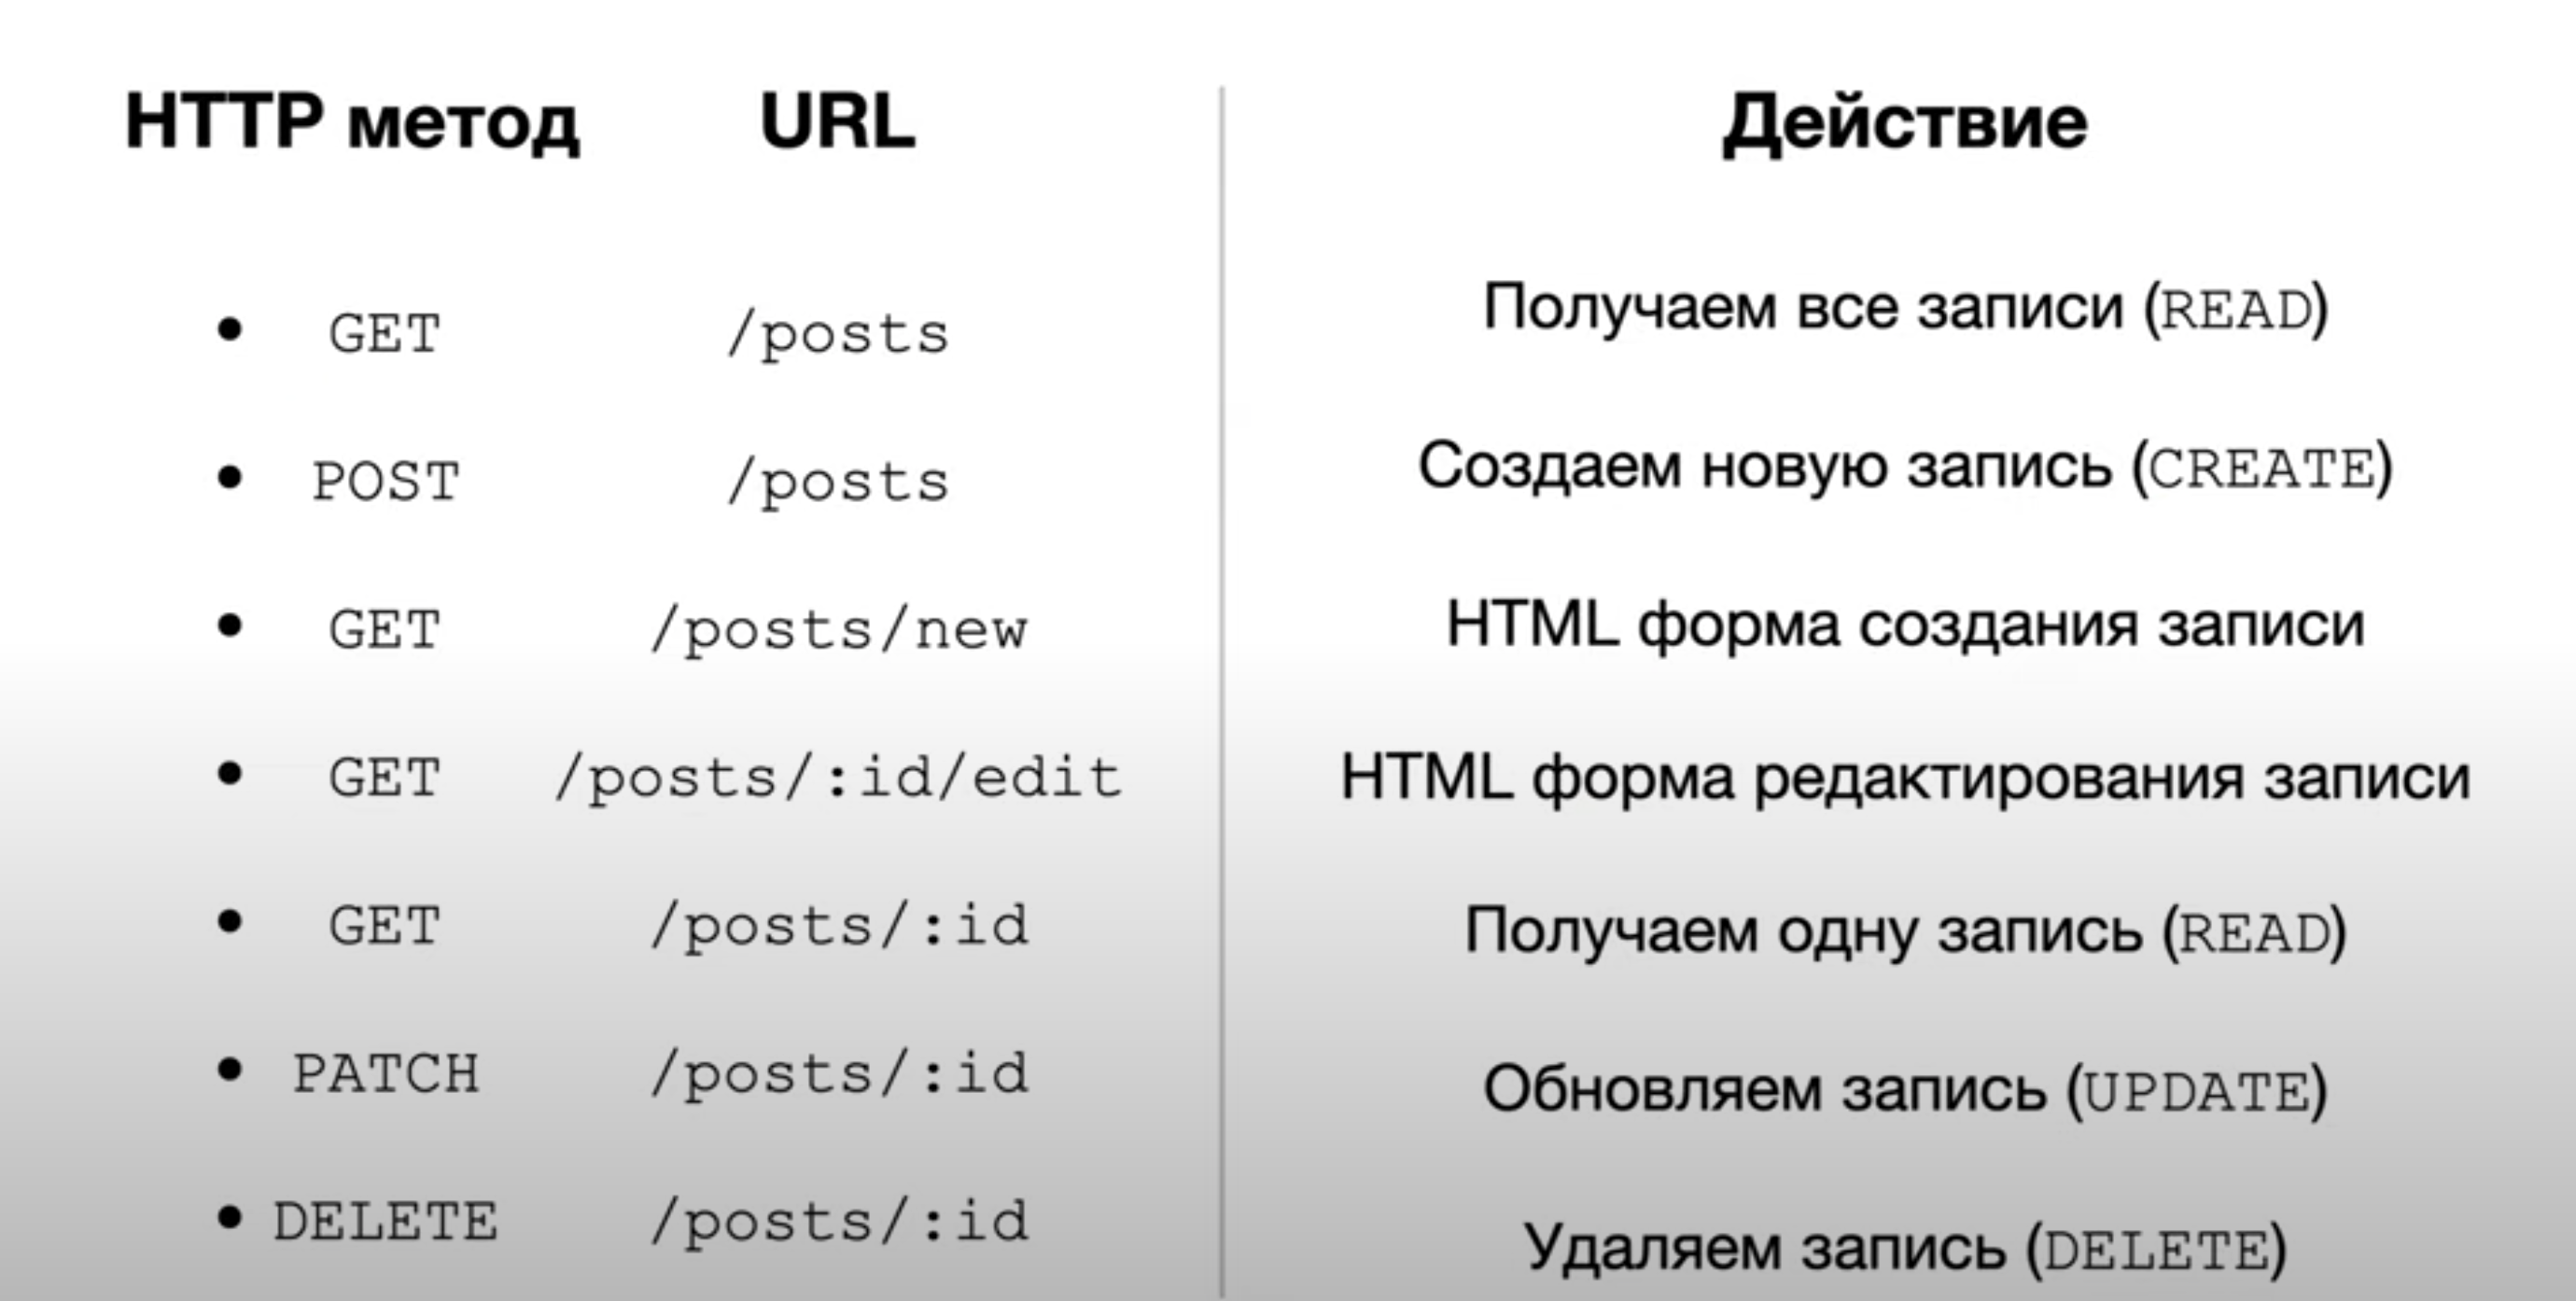 HTTP метод URL Действие
• GET /posts Получаем все записи (READ)
• POST /posts Создаем новую запись (CREATE)
• GET /posts/new HTML форма создания записи
• GET /posts/:id/edit HTML форма редактирования записи
• GET /posts/:id Получаем одну запись (READ)
• PATCH /posts/:id Обновляем запись (UPDATE)
• DELETE /posts/:id Удаляем запись (DELETE)